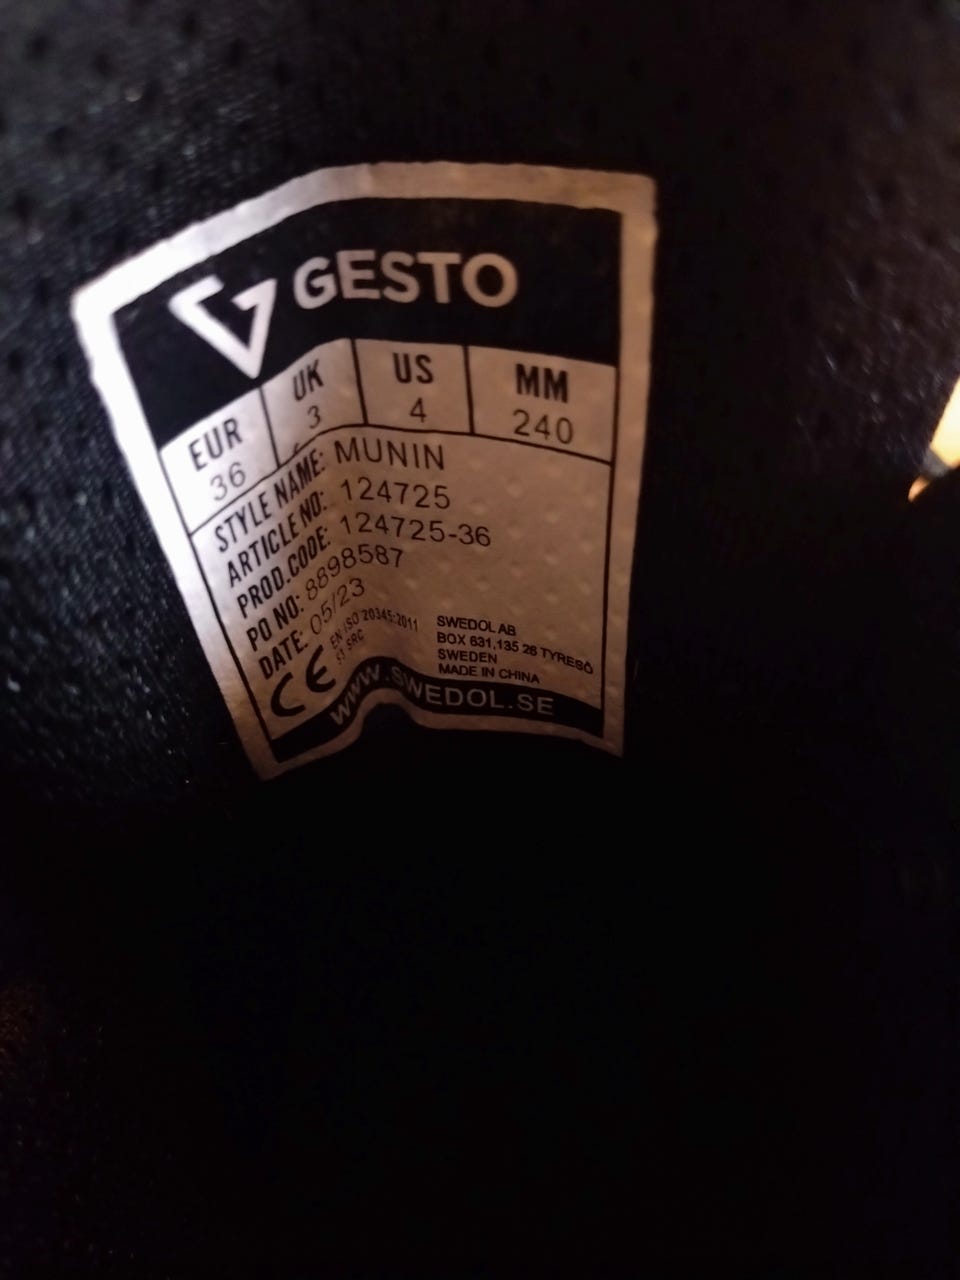 GESTO
EUR UK US MM
36 3 4 240
STYLE NAME: MUNIN
ARTICLE NO: 124725
PROD.CODE: 124725-36
PO NO: 8898587
DATE: 05/23
CE
EN ISO 20345:2011
S1 SRC
SWEDOL AB
BOX 631,135 26 TYRESÖ
SWEDEN
MADE IN CHINA
WWW.SWEDOL.SE